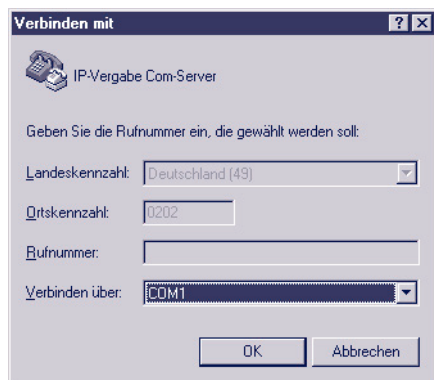 Verbinden mit
IP-Vergabe Com-Server
Geben Sie die Rufnummer ein, die gewählt werden soll:
Landeskennzahl: Deutschland (49)
Ortskennzahl: 0202
Rufnummer:
Verbinden über: COM1
OK Abbrechen